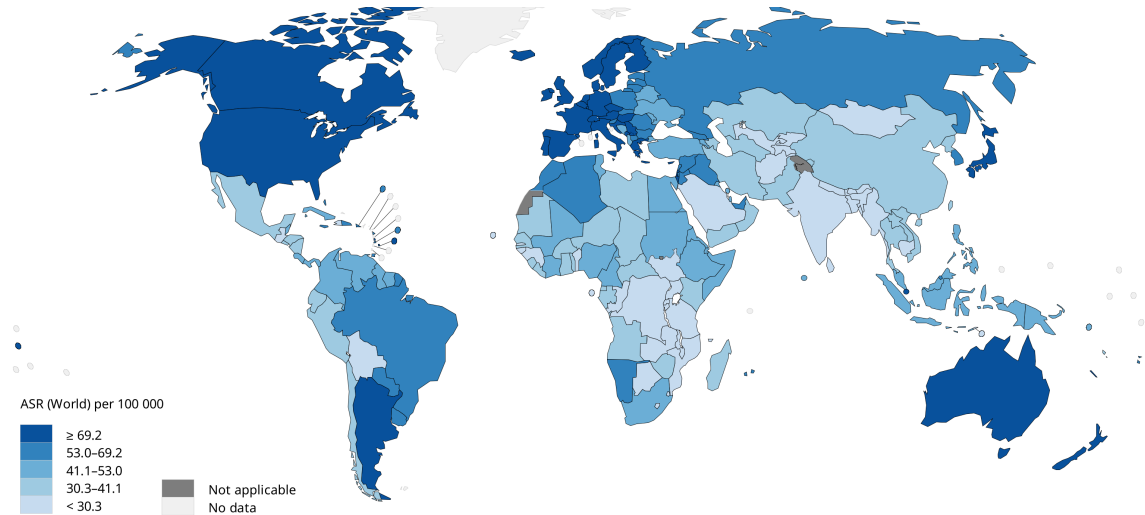 ASR (World) per 100 000
≥ 69.2
53.0–69.2
41.1–53.0
30.3–41.1
< 30.3
Not applicable
No data